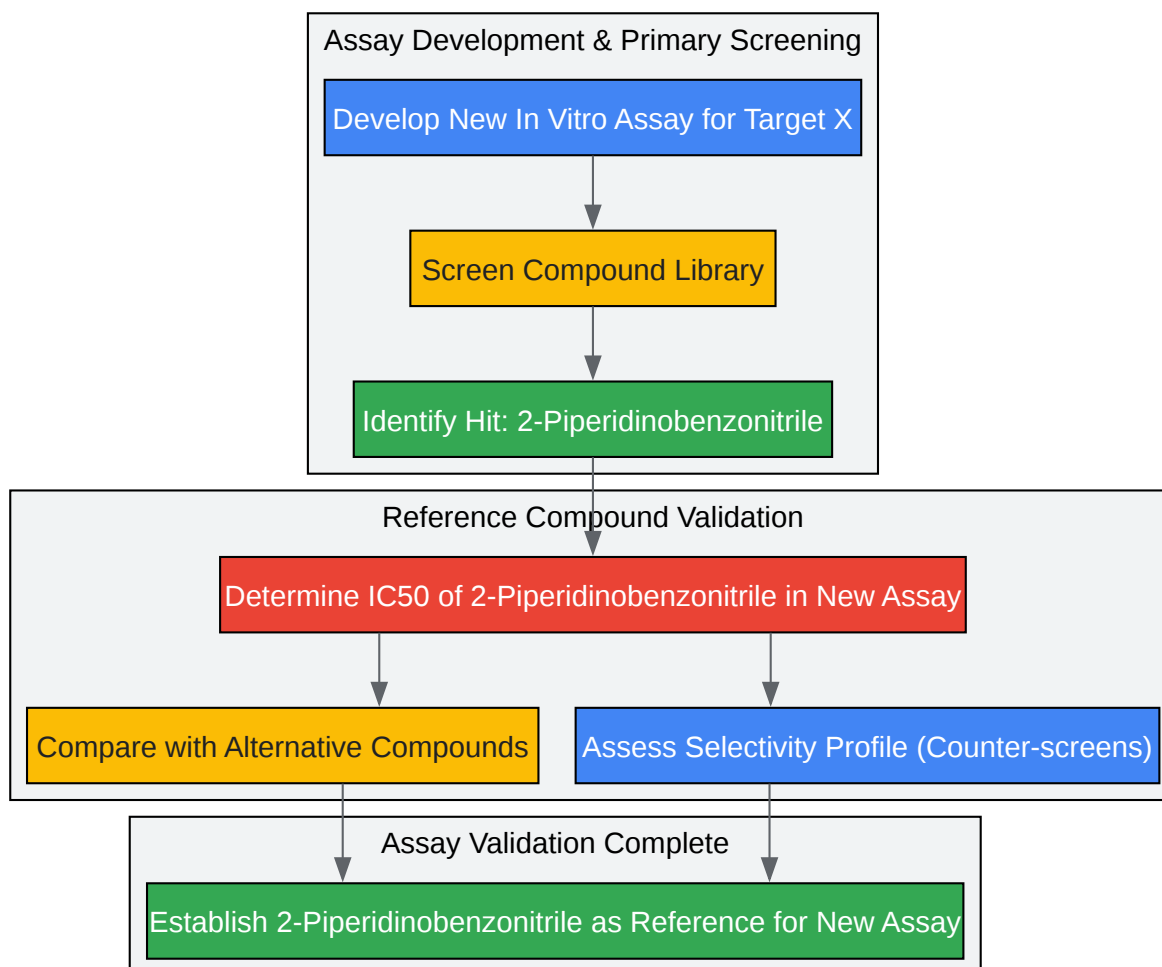 Assay Development & Primary Screening
Develop New In Vitro Assay for Target X
Screen Compound Library
Identify Hit: 2-Piperidinobenzonitrile
Reference Compound Validation
Determine IC50 of 2-Piperidinobenzonitrile in New Assay
Compare with Alternative Compounds
Assess Selectivity Profile (Counter-screens)
Assay Validation Complete
Establish 2-Piperidinobenzonitrile as Reference for New Assay